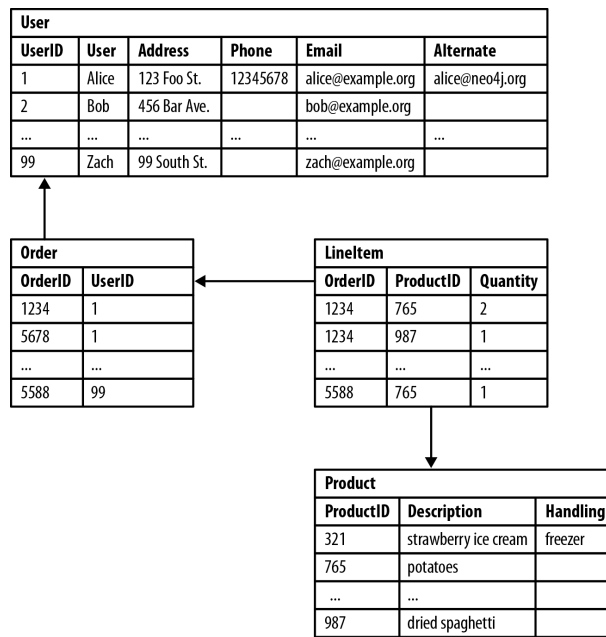 User
UserID User Address Phone Email Alternate
1 Alice 123 Foo St. 12345678 alice@example.org alice@neo4j.org
2 Bob 456 Bar Ave. bob@example.org
... ... ... ... ... ...
99 Zach 99 South St. zach@example.org
Order
OrderID UserID
1234 1
5678 1
... ...
5588 99
LineItem
OrderID ProductID Quantity
1234 765 2
1234 987 1
... ... ...
5588 765 1
Product
ProductID Description Handling
321 strawberry ice cream freezer
765 potatoes
... ...
987 dried spaghetti